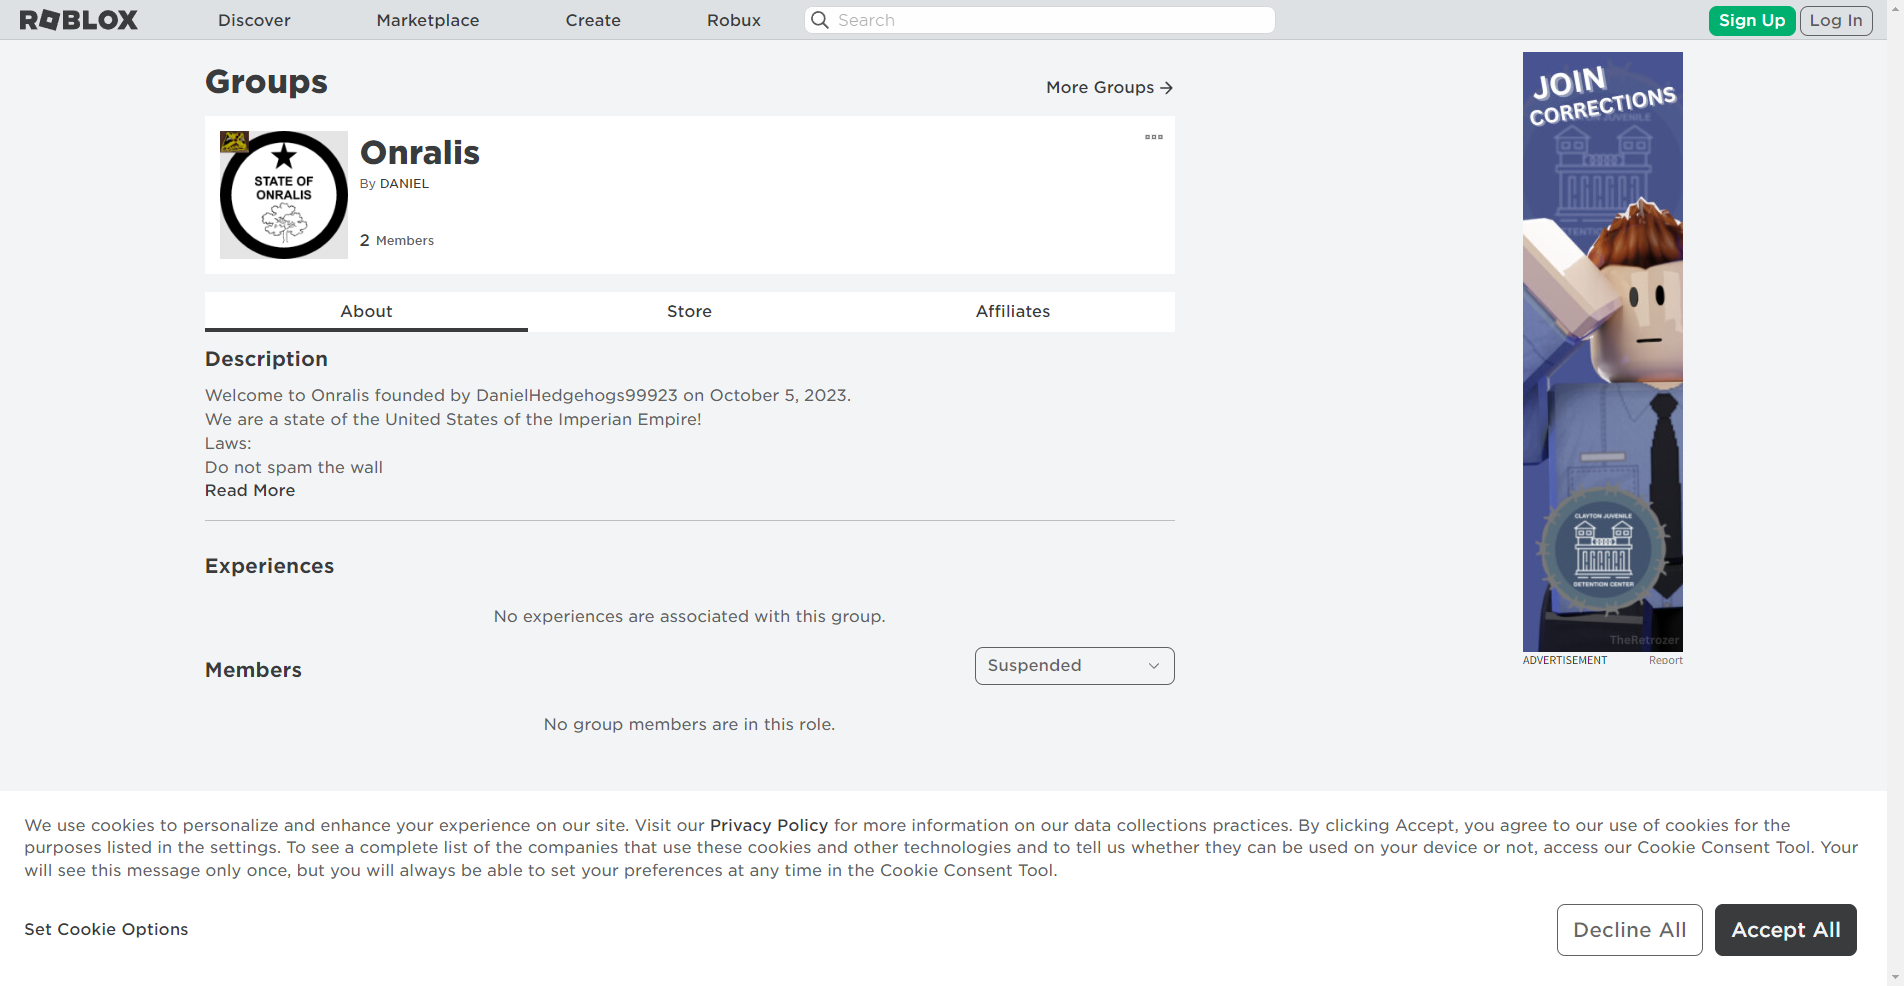 ROBLOX
Discover
Marketplace
Create
Robux
Search
Sign Up
Log In
Groups
More Groups
STATE OF
ONRALIS
Onralis
By DANIEL
2 Members
About
Store
Affiliates
Description
Welcome to Onralis founded by DanielHedgehogs99923 on October 5, 2023.
We are a state of the United States of the Imperian Empire!
Laws:
Do not spam the wall
Read More
Experiences
No experiences are associated with this group.
Members
Suspended
No group members are in this role.
JOIN
CORRECTIONS
CLAYTON JUVENILE
DETENTION CENTER
TheRetrozer
ADVERTISEMENT
Report
We use cookies to personalize and enhance your experience on our site. Visit our Privacy Policy for more information on our data collections practices. By clicking Accept, you agree to our use of cookies for the
purposes listed in the settings. To see a complete list of the companies that use these cookies and other technologies and to tell us whether they can be used on your device or not, access our Cookie Consent Tool. Your
will see this message only once, but you will always be able to set your preferences at any time in the Cookie Consent Tool.
Set Cookie Options
Decline All
Accept All